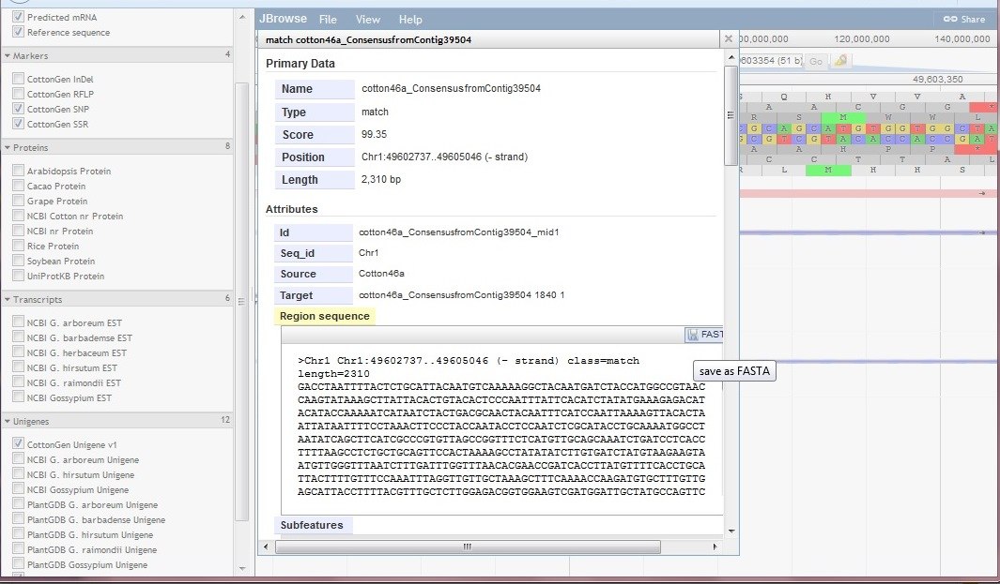 Predicted mRNA
Reference sequence
Markers 4
CottonGen InDel
CottonGen RFLP
CottonGen SNP
CottonGen SSR
Proteins 8
Arabidopsis Protein
Cacao Protein
Grape Protein
NCBI Cotton nr Protein
NCBI nr Protein
Rice Protein
Soybean Protein
UniProtKB Protein
Transcripts 6
NCBI G. arboreum EST
NCBI G. barbademse EST
NCBI G. herbaceum EST
NCBI G. hirsutum EST
NCBI G. raimondii EST
NCBI Gossypium EST
Unigenes 12
CottonGen Unigene v1
NCBI G. arboreum Unigene
NCBI G. hirsutum Unigene
NCBI Gossypium Unigene
PlantGDB G. arboreum Unigene
PlantGDB G. barbadense Unigene
PlantGDB G. hirsutum Unigene
PlantGDB G. raimondii Unigene
PlantGDB Gossypium Unigene
JBrowse File View Help Share
match cotton46a_ConsensusfromContig39504
Primary Data
Name cotton46a_ConsensusfromContig39504
Type match
Score 99.35
Position Chr1:49602737..49605046 (- strand)
Length 2,310 bp
Attributes
Id cotton46a_ConsensusfromContig39504_mid1
Seq_id Chr1
Source Cotton46a
Target cotton46a_ConsensusfromContig39504 1840 1
Region sequence
FAST
>Chr1 Chr1:49602737..49605046 (- strand) class=match
length=2310
GACCTAATTTTACTCTGCATTACAATGTCAAAAAGGCTACAATGATCTACCATGGCCGTAAC
CAAGTATAAAGCTTATTACACTGTACACTCCCAATTTATTCACATCTATATGAAAGAGACAT
ACATACCAAAAATCATAATCTACTGACGCAACTACAATTTCATCCAATTAAAAGTTACACTA
ATTATAATTTTCCTAAACTTCCCTACCAATACCTCCAATCTCGCATACCTGCAAAATGGCCT
AATATCAGCTTCATCGCCCGTGTTAGCCGGTTTCTCATGTTGCAGCAAATCTGATCCTCACC
TTTTAAGCCTCTGCTGCAGTTCCACTAAAAGCCTATATATCTTGTGATCTATGTAAGAAGTA
ATGTTGGGTTTAATCTTTGATTTGGTTTAACACGAACCGATCACCTTATGTTTTCACCTGCA
TTACTTTTGTTTCCAAATTTAGGTTGTTGCTAAAGCTTTCAAAACCAAGATGTGCTTTGTTG
AGCATTACCTTTTACGTTTGCTCTTGGAGACGGTGGAAGTCGATGGATTGCTATGCCAGTTC
save as FASTA
Subfeatures
00,000,000 120,000,000 140,000,000
603354 (51 b) Go
49,603,350
Q H V V A
A A C G G
R S M W W L
G C A G C A T G T G G T G G C T A
C G T C G T A C A C C A C C G A T
A A H P P
C C T T A L
L M H H S